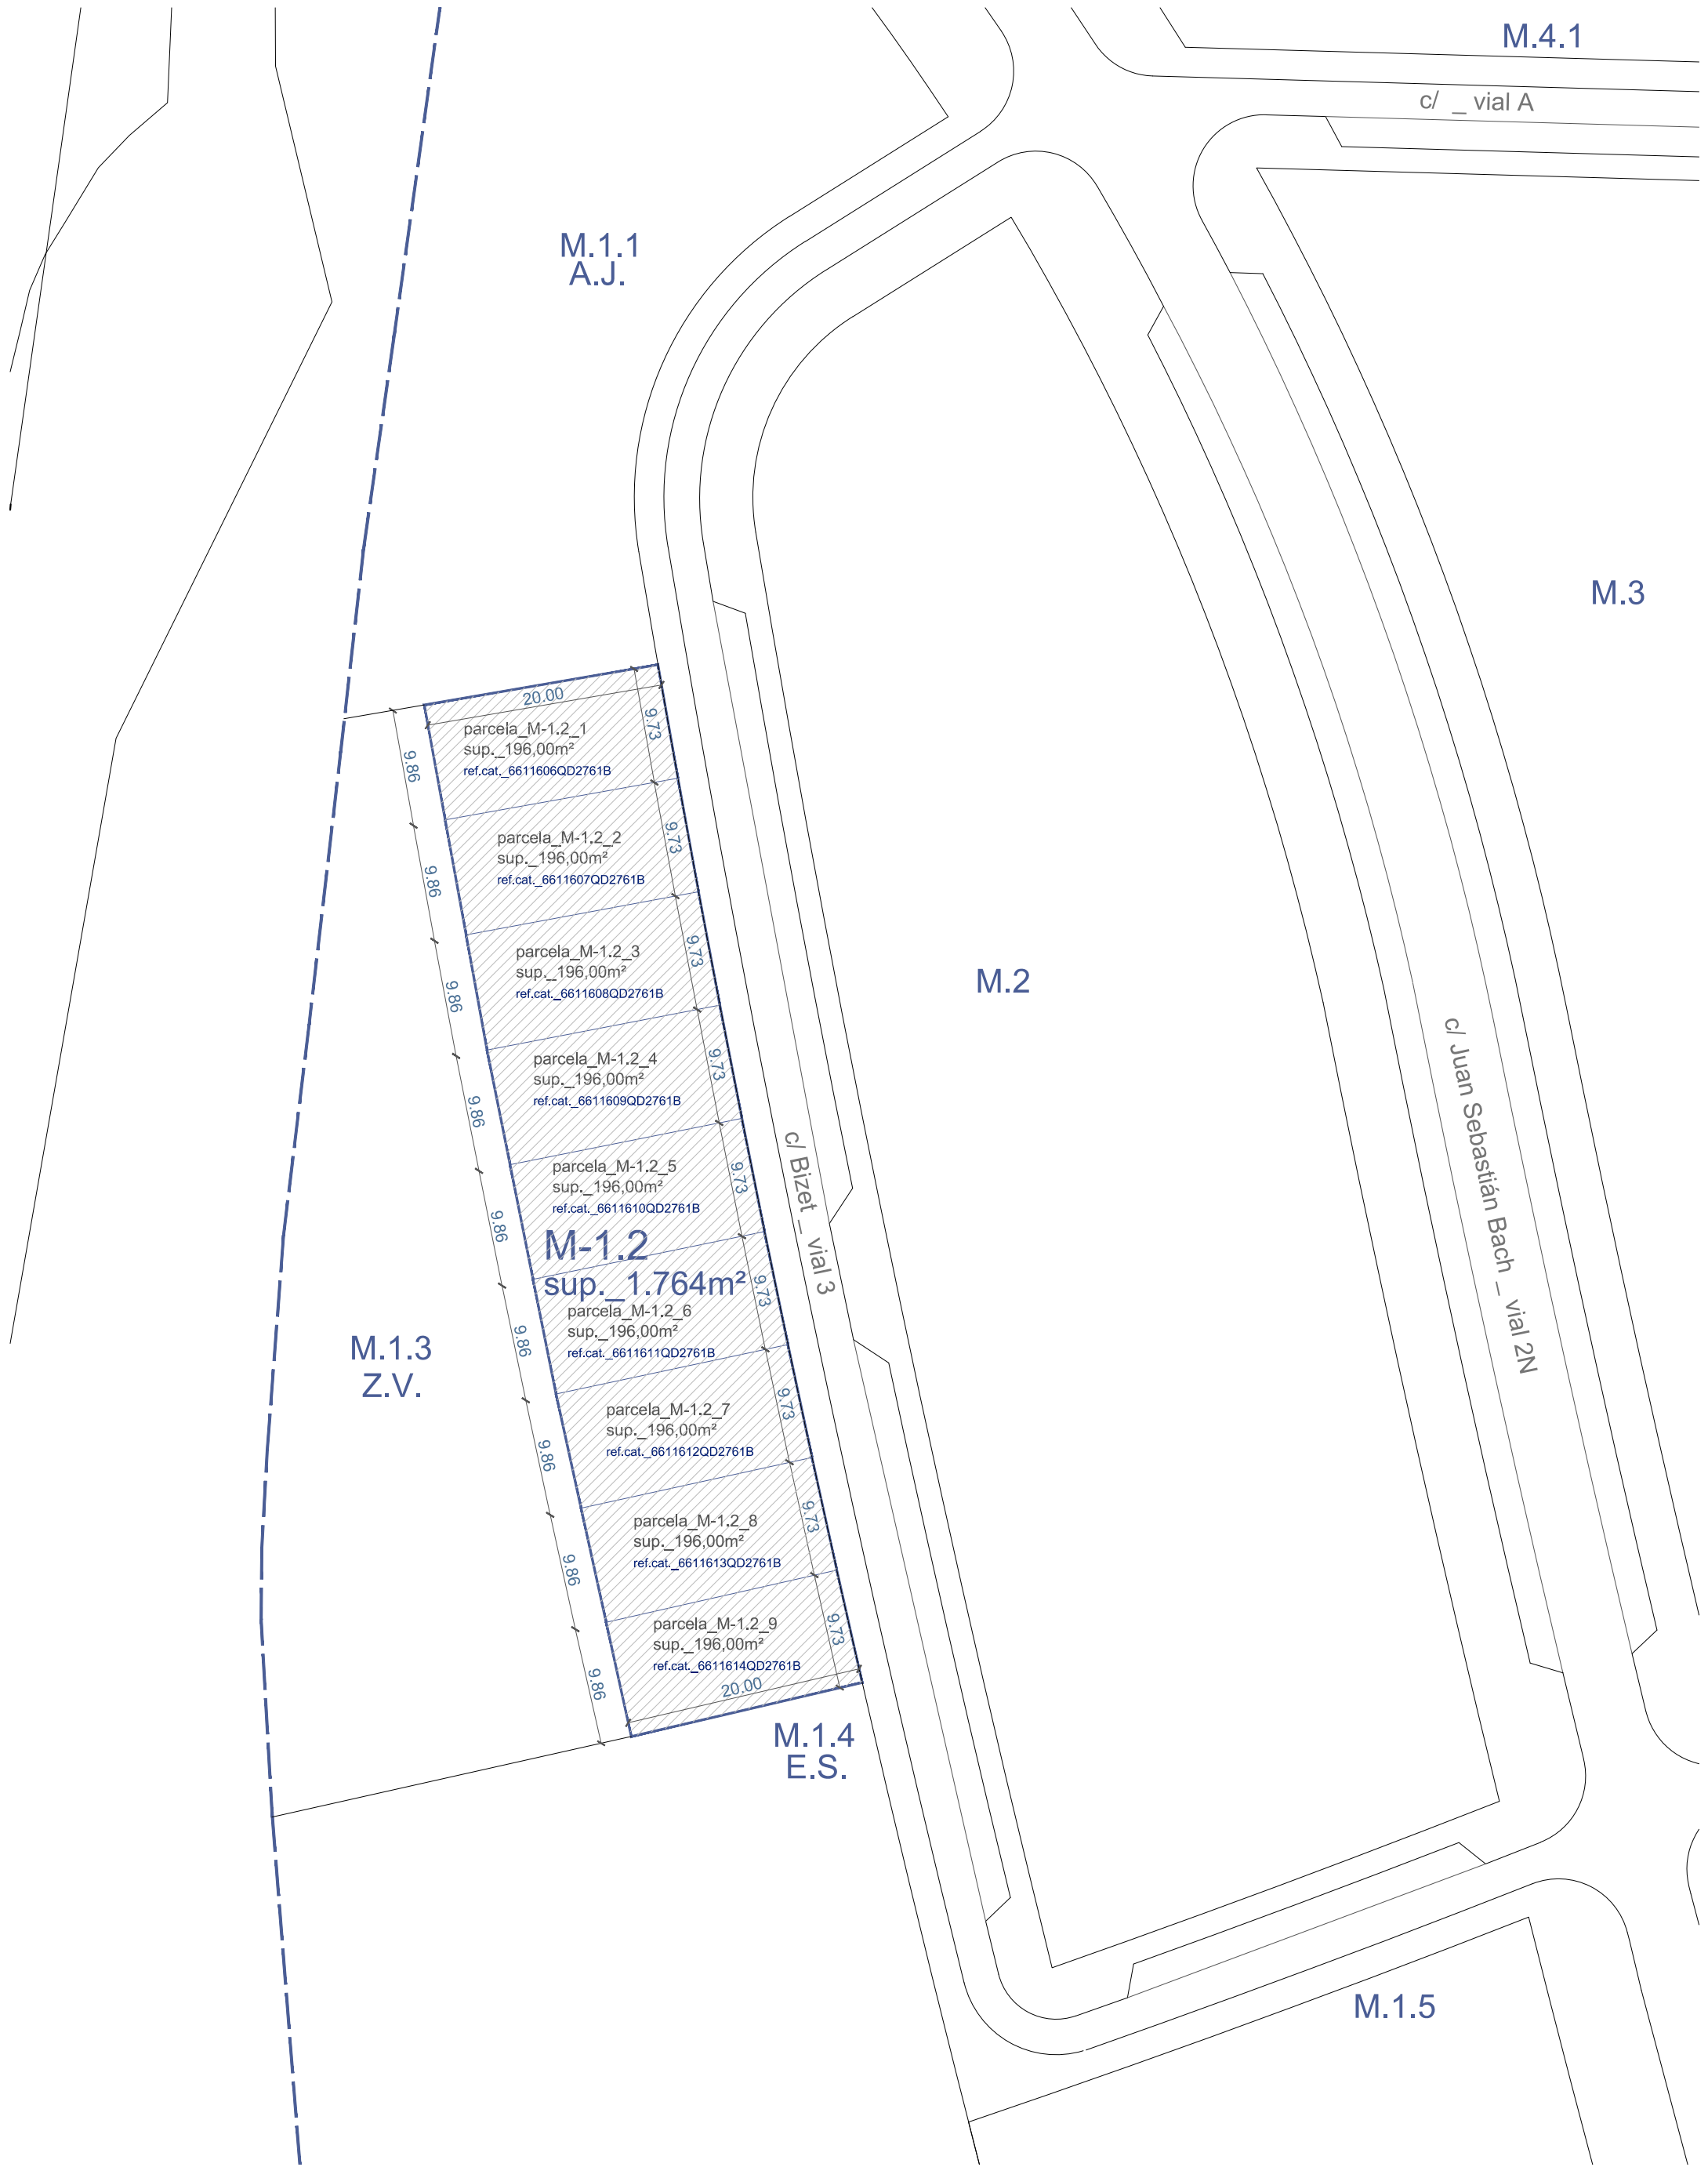 M.4.1
c/ _ vial A
M.1.1
A.J.
M.3
20.00
9.73
parcela_M-1.2_1
sup._196,00m²
ref.cat._6611606QD2761B
9.86
9.73
parcela_M-1.2_2
sup._196,00m²
ref.cat._6611607QD2761B
9.86
9.73
parcela_M-1.2_3
sup._196,00m²
ref.cat._6611608QD2761B
9.86
M.2
9.73
parcela_M-1.2_4
sup._196,00m²
ref.cat._6611609QD2761B
9.86
9.73
parcela_M-1.2_5
sup._196,00m²
ref.cat._6611610QD2761B
9.86
c/ Bizet _ vial 3
c/ Juan Sebastián Bach _ vial 2N
M-1.2
sup._1.764m²
9.73
parcela_M-1.2_6
sup._196,00m²
ref.cat._6611611QD2761B
9.86
M.1.3
Z.V.
9.73
parcela_M-1.2_7
sup._196,00m²
ref.cat._6611612QD2761B
9.86
9.73
parcela_M-1.2_8
sup._196,00m²
ref.cat._6611613QD2761B
9.86
9.73
parcela_M-1.2_9
sup._196,00m²
ref.cat._6611614QD2761B
9.86
20.00
M.1.4
E.S.
M.1.5